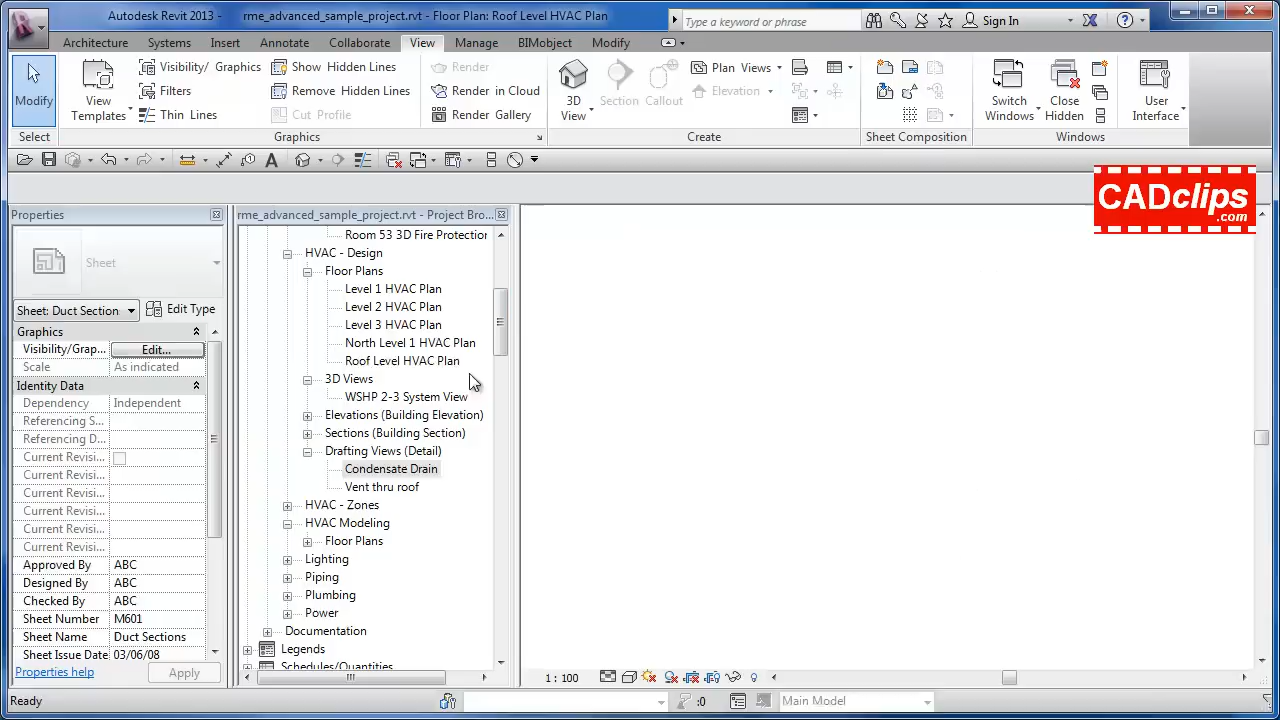 Autodesk Revit 2013 - rme_advanced_sample_project.rvt - Floor Plan: Roof Level HVAC Plan
Type a keyword or phrase
Sign In
Architecture Systems Insert Annotate Collaborate View Manage BIMobject Modify
Modify
View Templates
Visibility/ Graphics
Filters
Thin Lines
Show Hidden Lines
Remove Hidden Lines
Cut Profile
Render
Render in Cloud
Render Gallery
3D View
Section
Callout
Plan Views
Elevation
Switch Windows
Close Hidden
User Interface
Select Graphics Create Sheet Composition Windows
CADclips
.com
Properties
Sheet
Sheet: Duct Section
Edit Type
Graphics
Visibility/Grap... Edit...
Scale As indicated
Identity Data
Dependency Independent
Referencing S...
Referencing D...
Current Revisi...
Current Revisi...
Current Revisi...
Current Revisi...
Current Revisi...
Current Revisi...
Approved By ABC
Designed By ABC
Checked By ABC
Sheet Number M601
Sheet Name Duct Sections
Sheet Issue Date 03/06/08
Properties help
Apply
rme_advanced_sample_project.rvt - Project Bro...
Room 53 3D Fire Protection
HVAC - Design
Floor Plans
Level 1 HVAC Plan
Level 2 HVAC Plan
Level 3 HVAC Plan
North Level 1 HVAC Plan
Roof Level HVAC Plan
3D Views
WSHP 2-3 System View
Elevations (Building Elevation)
Sections (Building Section)
Drafting Views (Detail)
Condensate Drain
Vent thru roof
HVAC - Zones
HVAC Modeling
Floor Plans
Lighting
Piping
Plumbing
Power
Documentation
Legends
Schedules/Quantities
1 : 100
Ready
:0
Main Model